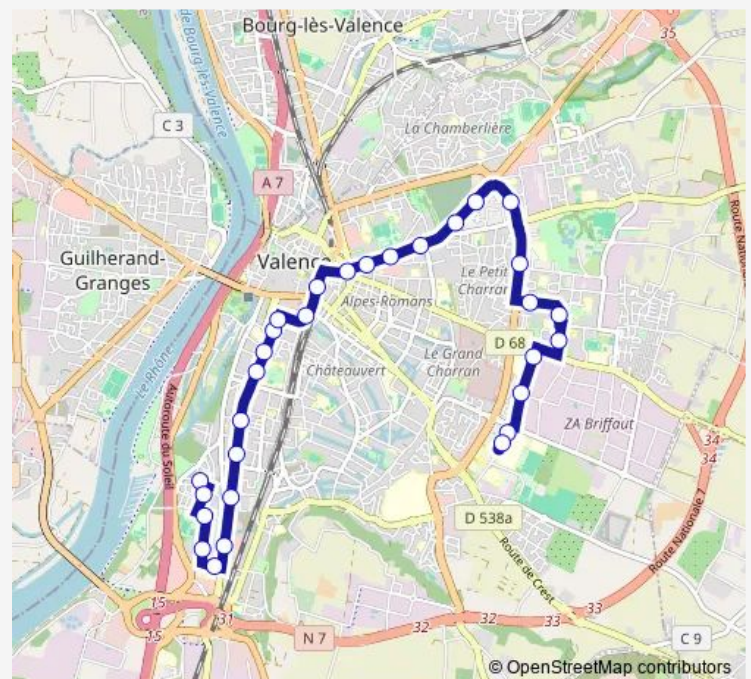 Bourg-lès-Valence
35
de Bourg-lès-Valence
C 3
La Chamberlière
A 7
Route Nation
Guilherand-
Granges
Valence
Le Petit
Charran
Alpes-Romans
Le Rhône
D 68
Châteauvert
Le Grand
Charran
Autoroute du Soleil
ZA Briffaut
34
34
D 538a
Route de Crest
Route Nationale 7
15
15
31
N 7
32
32
33
33
C 9
© OpenStreetMap contributors